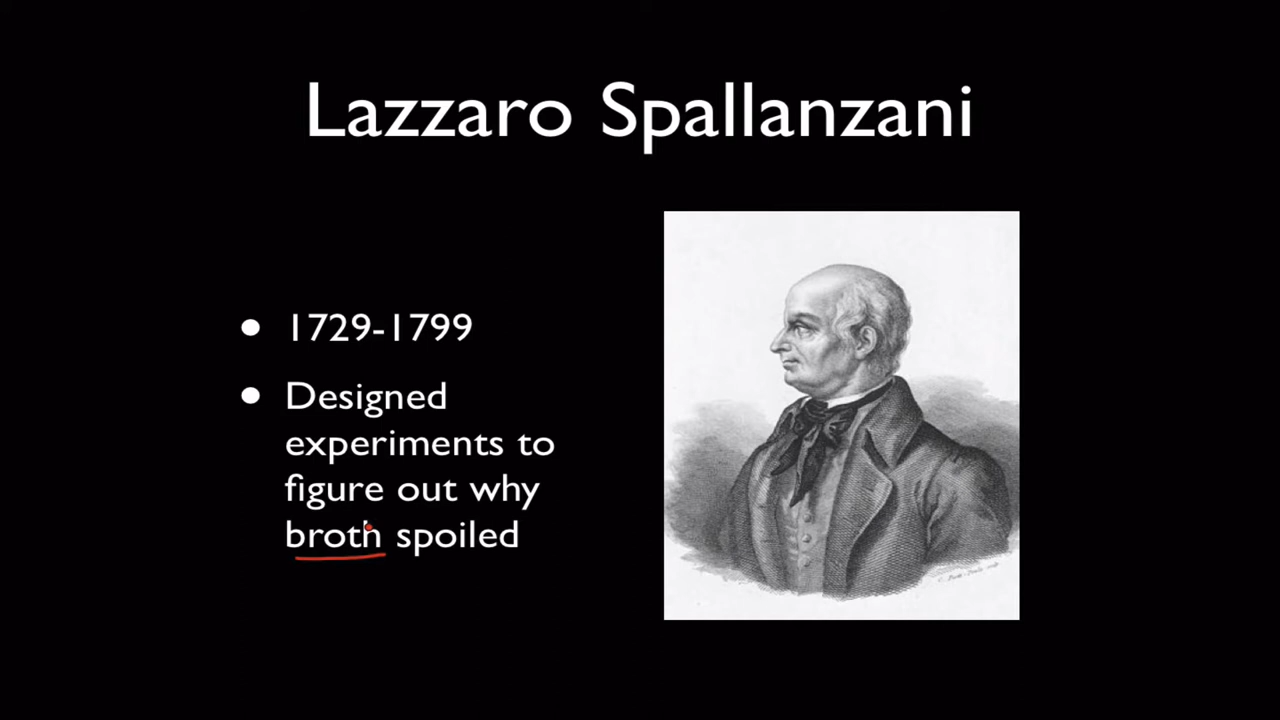 Lazzaro Spallanzani
• 1729-1799
• Designed
experiments to
figure out why
broth spoiled